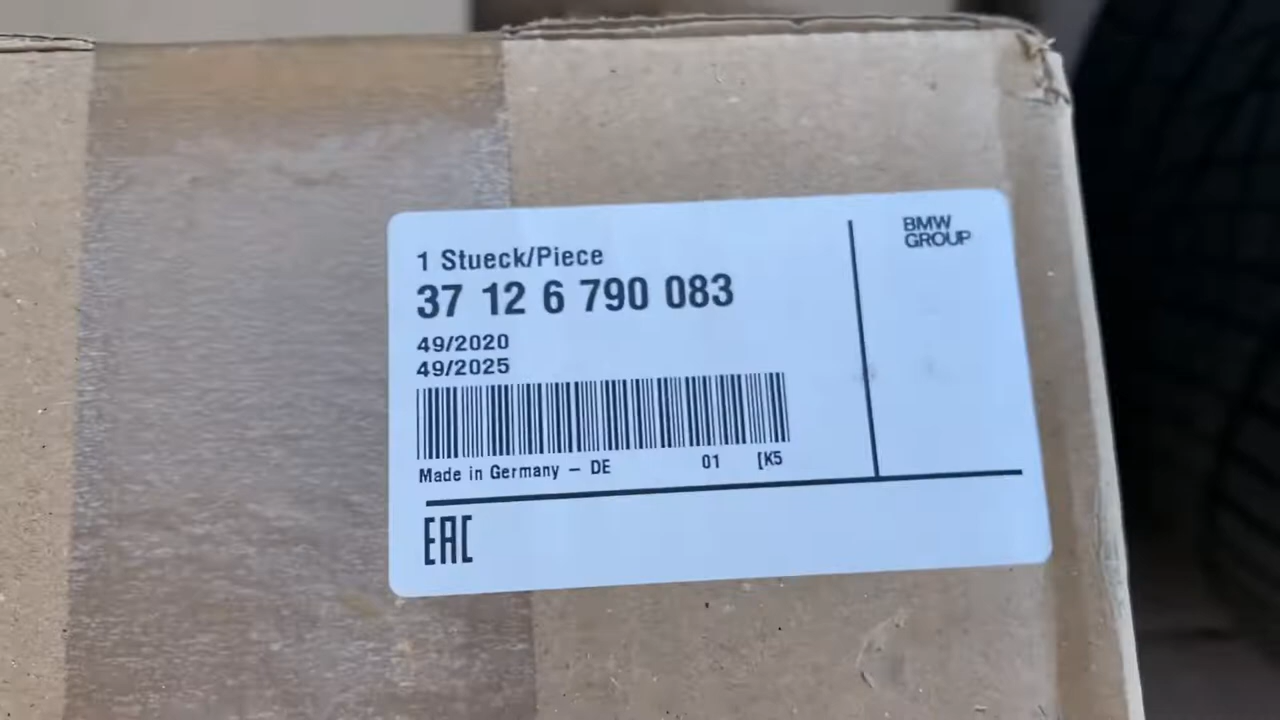 1 Stueck/Piece
37 12 6 790 083
49/2020
49/2025
Made in Germany – DE 01 [K5
EAC
BMW
GROUP